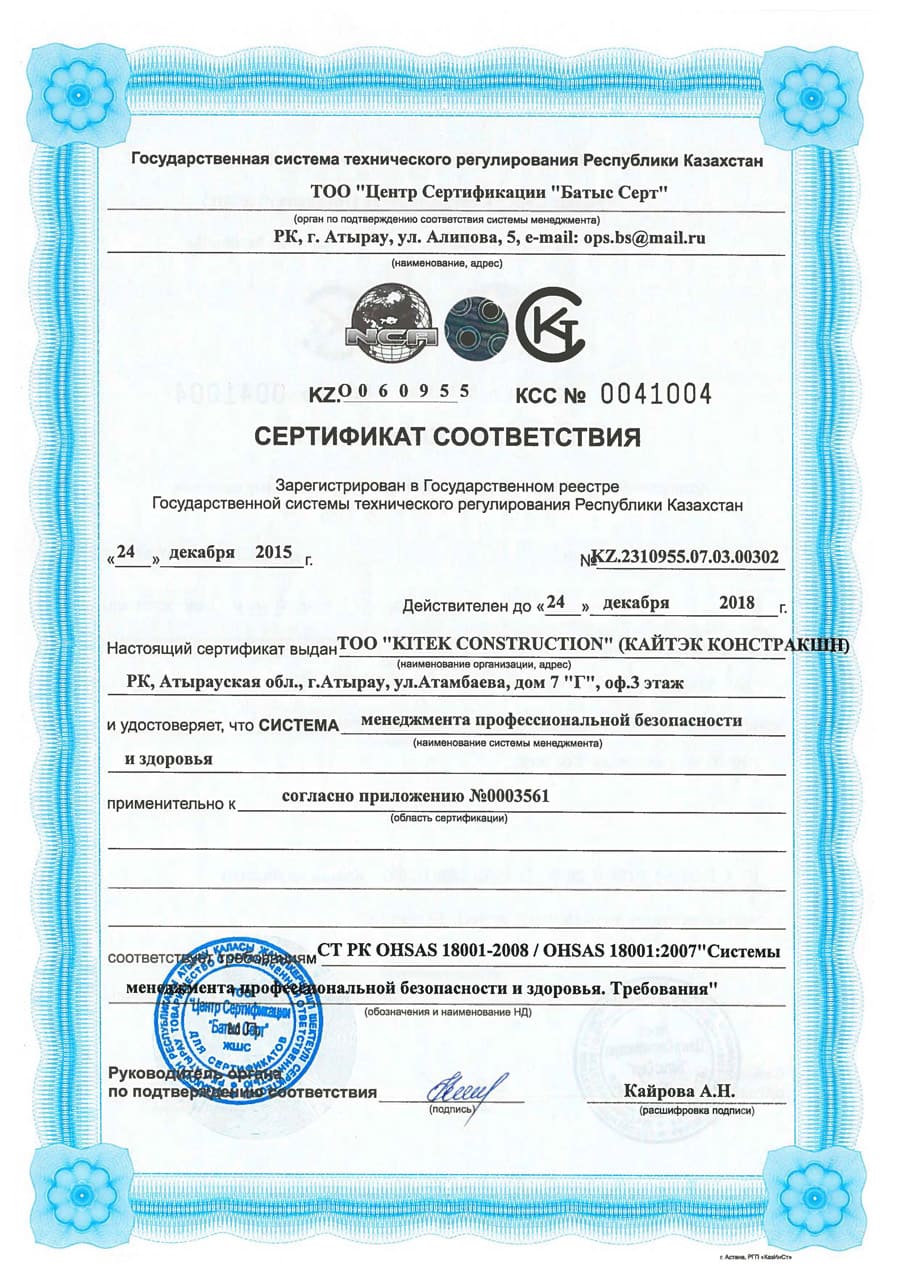 Государственная система технического регулирования Республики Казахстан
ТОО "Центр Сертификации "Батыс Серт"
(орган по подтверждению соответствия системы менеджмента)
РК, г. Атырау, ул. Алипова, 5, e-mail: ops.bs@mail.ru
(наименование, адрес)
NCA
KZ.О 0 6 0 9 5 5 КСС № 0041004
СЕРТИФИКАТ СООТВЕТСТВИЯ
Зарегистрирован в Государственном реестре
Государственной системы технического регулирования Республики Казахстан
«24» декабря 2015 г. №KZ.2310955.07.03.00302
Действителен до «24» декабря 2018 г.
Настоящий сертификат выдан ТОО "KITEK CONSTRUCTION" (КАЙТЭК КОНСТРАКШН)
(наименование организации, адрес)
РК, Атырауская обл., г.Атырау, ул.Атамбаева, дом 7 "Г", оф.3 этаж
и удостоверяет, что СИСТЕМА менеджмента профессиональной безопасности
(наименование системы менеджмента)
и здоровья
применительно к согласно приложению №0003561
(область сертификации)
соответствует требованиям СТ РК OHSAS 18001-2008 / OHSAS 18001:2007"Системы
менеджмента профессиональной безопасности и здоровья. Требования"
(обозначения и наименование НД)
ТОО
"Центр Сертификации
"Батыс Серт"
ЖШС
ДЛЯ СЕРТИФИКАТОВ
Руководитель органа
по подтверждению соответствия
(подпись)
Кайрова А.Н.
(расшифровка подписи)
г. Астана, РГП «КазИнСт»